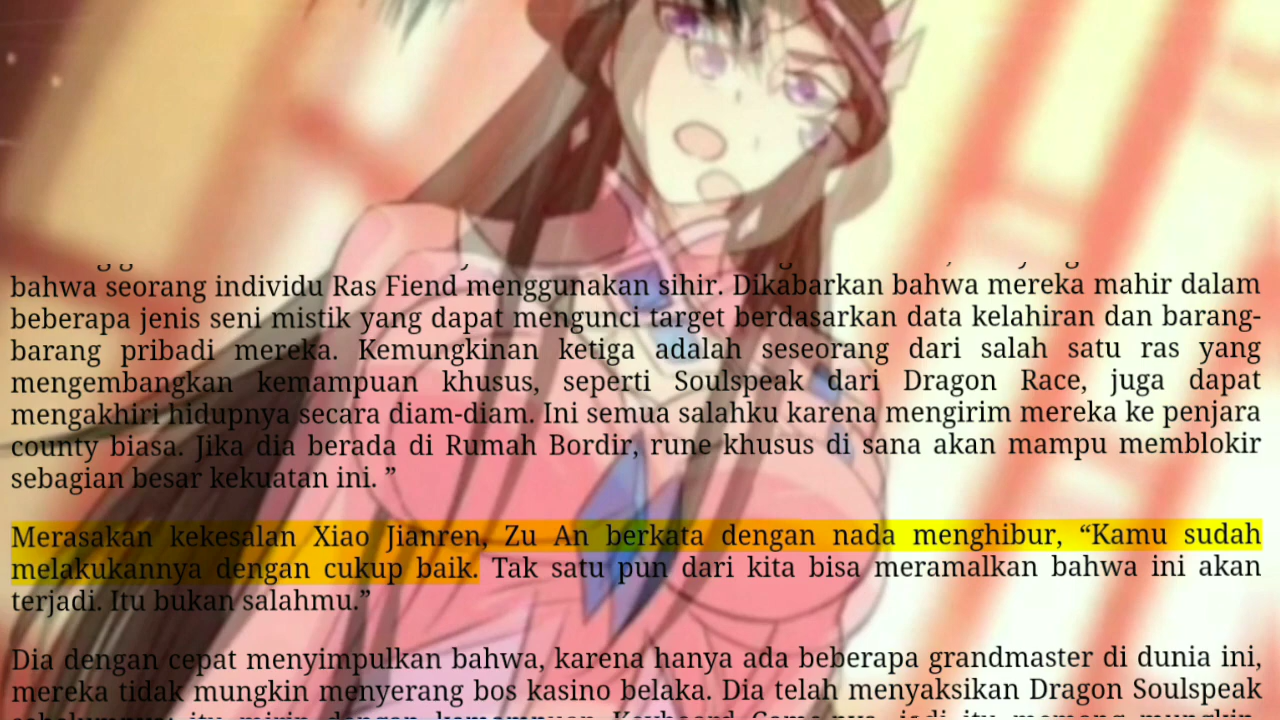 bahwa seorang individu Ras Fiend menggunakan sihir. Dikabarkan bahwa mereka mahir dalam
beberapa jenis seni mistik yang dapat mengunci target berdasarkan data kelahiran dan barang-
barang pribadi mereka. Kemungkinan ketiga adalah seseorang dari salah satu ras yang
mengembangkan kemampuan khusus, seperti Soulspeak dari Dragon Race, juga dapat
mengakhiri hidupnya secara diam-diam. Ini semua salahku karena mengirim mereka ke penjara
county biasa. Jika dia berada di Rumah Bordir, rune khusus di sana akan mampu memblokir
sebagian besar kekuatan ini. ”
Merasakan kekesalan Xiao Jianren, Zu An berkata dengan nada menghibur, “Kamu sudah
melakukannya dengan cukup baik. Tak satu pun dari kita bisa meramalkan bahwa ini akan
terjadi. Itu bukan salahmu.”
Dia dengan cepat menyimpulkan bahwa, karena hanya ada beberapa grandmaster di dunia ini,
mereka tidak mungkin menyerang bos kasino belaka. Dia telah menyaksikan Dragon Soulspeak